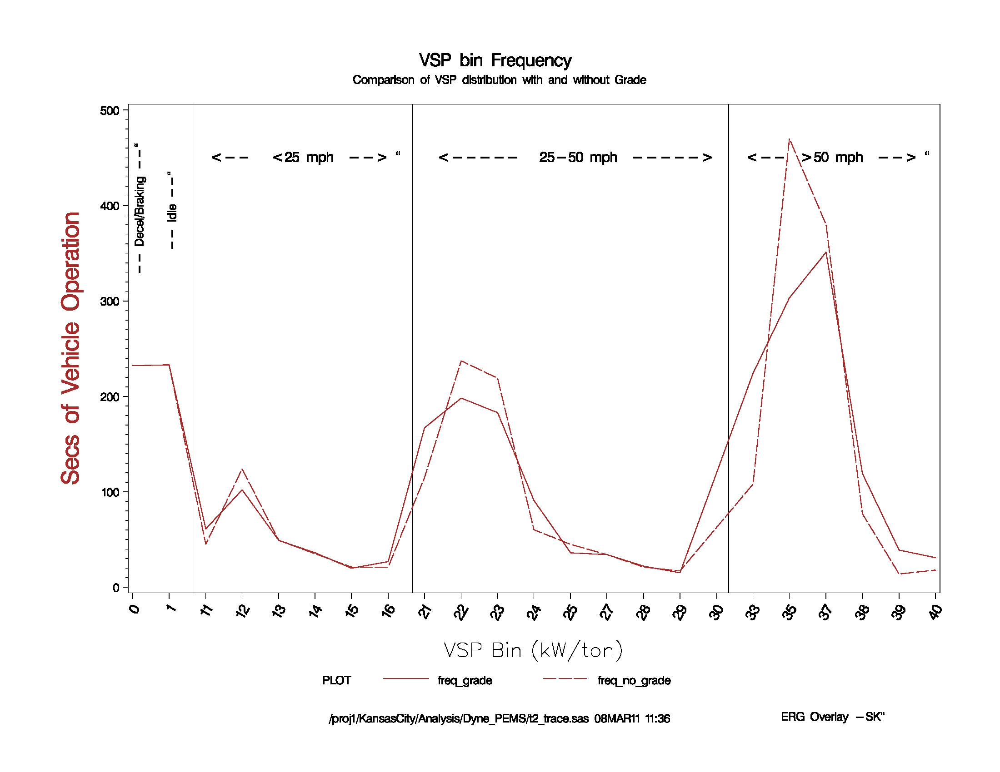 VSP bin Frequency
Comparison of VSP distribution with and without Grade
Secs of Vehicle Operation
500
400
300
200
100
0
-- Decel/Braking --“
-- Idle --“
<-- <25 mph --> “
<------ 25-50 mph ------>
<-- >50 mph --> “
0 1 11 12 13 14 15 16 21 22 23 24 25 27 28 29 30 33 35 37 38 39 40
VSP Bin (kW/ton)
PLOT freq_grade freq_no_grade
/proj1/KansasCity/Analysis/Dyne_PEMS/t2_trace.sas 08MAR11 11:36
ERG Overlay -SK“